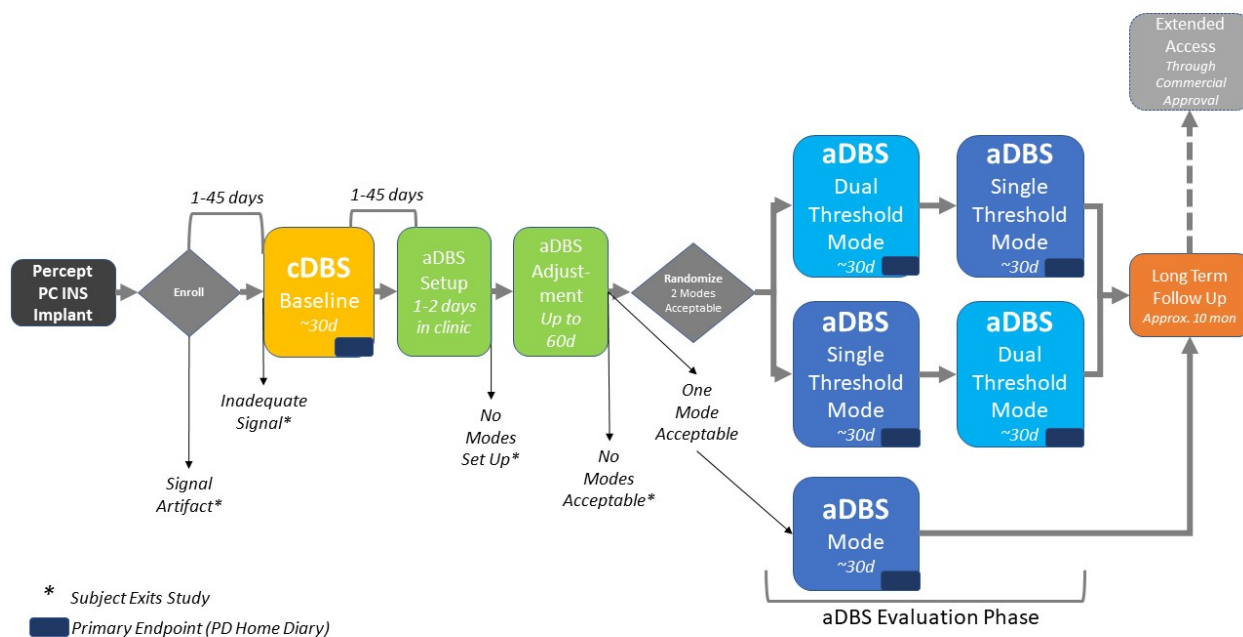 Extended
Access
Through
Commercial
Approval
1-45 days
1-45 days
Percept
PC INS
Implant
Enroll
cDBS
Baseline
~30d
aDBS
Setup
1-2 days
in clinic
aDBS
Adjust-
ment
Up to
60d
Randomize
2 Modes
Acceptable
aDBS
Dual
Threshold
Mode
~30d
aDBS
Single
Threshold
Mode
~30d
aDBS
Single
Threshold
Mode
~30d
aDBS
Dual
Threshold
Mode
~30d
Long Term
Follow Up
Approx. 10 mon
Inadequate
Signal*
Signal
Artifact*
No
Modes
Set Up*
No
Modes
Acceptable*
One
Mode
Acceptable
aDBS
Mode
~30d
aDBS Evaluation Phase
* Subject Exits Study
Primary Endpoint (PD Home Diary)